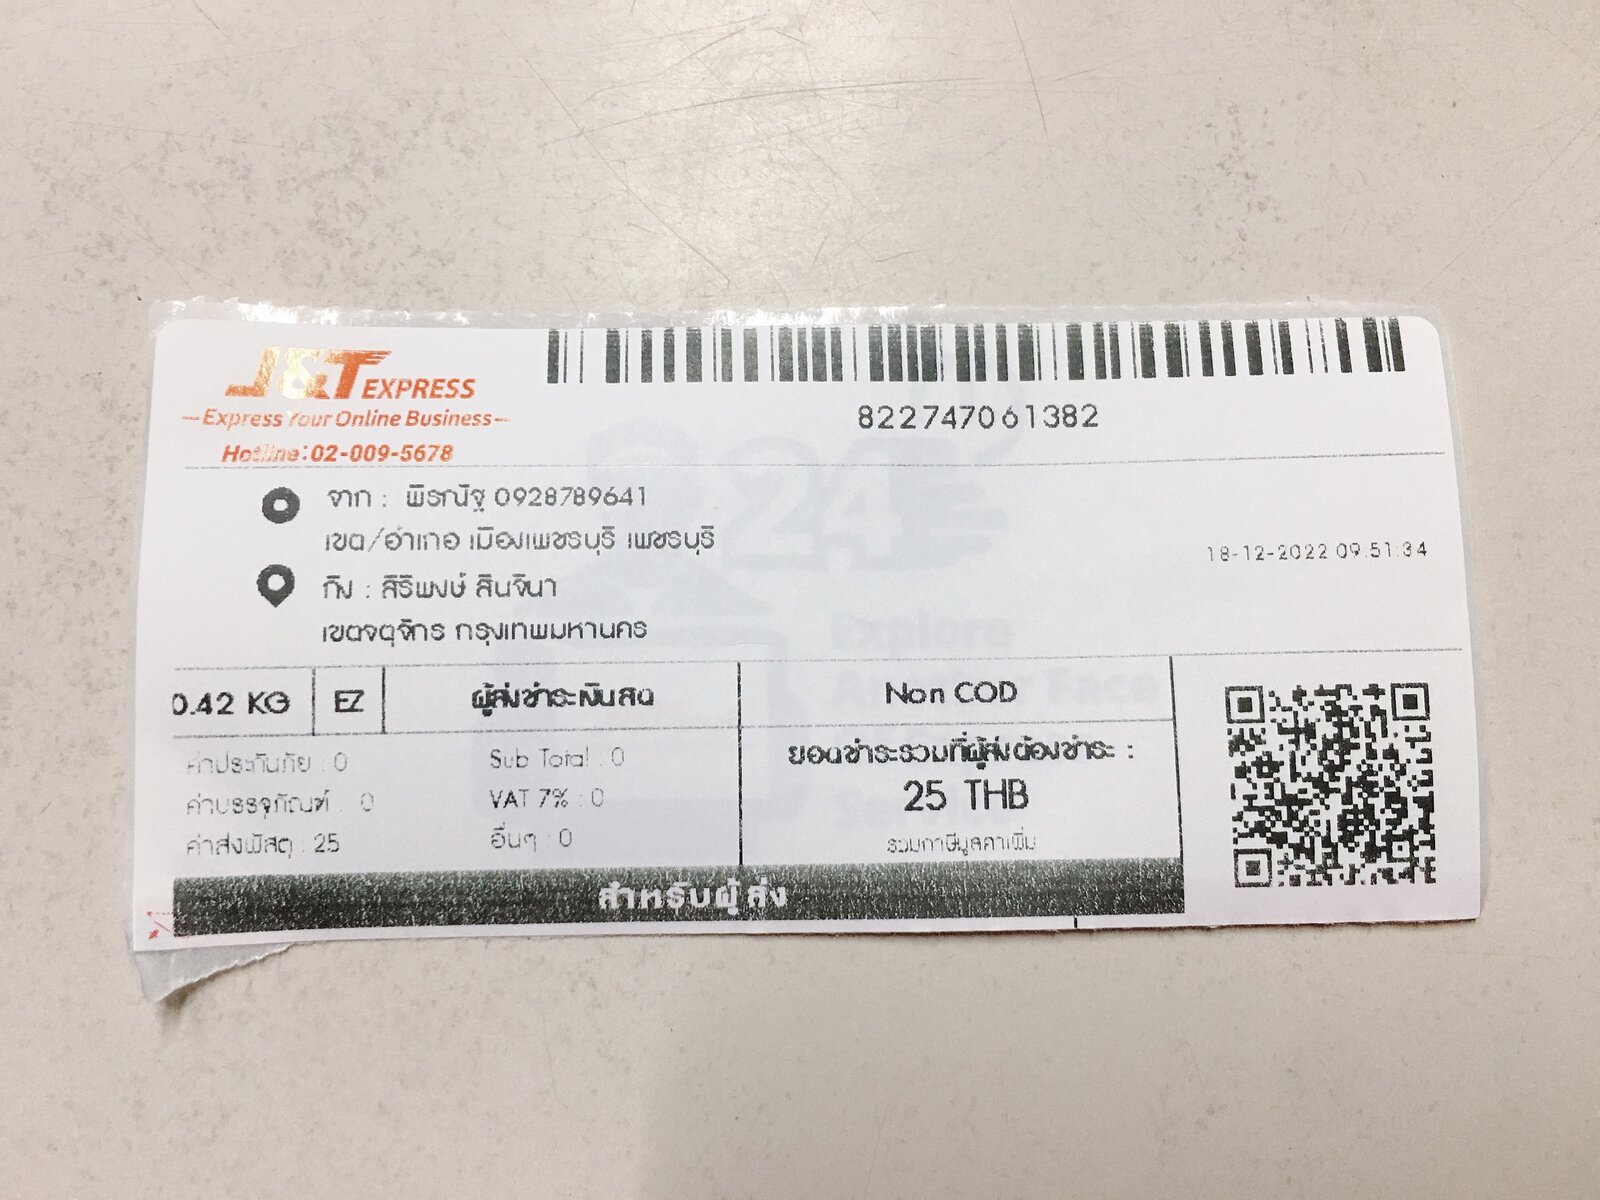 J&T EXPRESS
Express Your Online Business
Hotline:02-009-5678
822747061382
จาก : พิรณัฐ 0928789641
เขต/อำเภอ เมืองเพชรบุรี เพชรบุรี
18-12-2022 09:51:34
ถึง : สิริพงษ์ สินจินา
เขตจตุจักร กรุงเทพมหานคร
0.42 KG EZ ผู้ส่งชำระเงินสด Non COD
ค่าประกันภัย : 0 Sub Total : 0
ยอดชำระรวมที่ผู้ส่งต้องชำระ :
ค่าบรรจุภัณฑ์ : 0 VAT 7% : 0
25 THB
ค่าส่งพัสดุ : 25 อื่นๆ : 0
รวมภาษีมูลค่าเพิ่ม
สำหรับผู้ส่ง